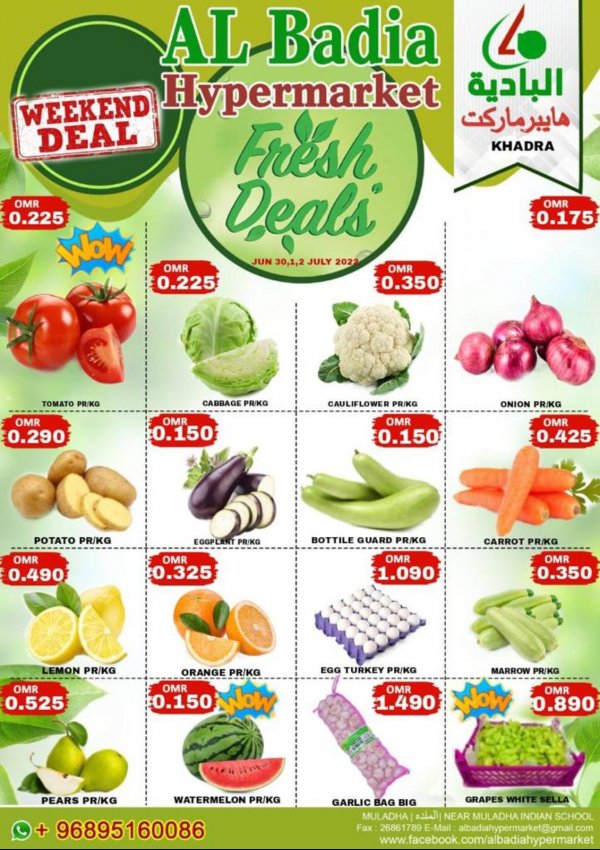 AL Badia
Hypermarket
WEEKEND
DEAL
Fresh
Deals
JUN 30,1,2 JULY 2022
البادية
هايبرماركت
KHADRA
OMR
0.225
WOW
TOMATO PR/KG
OMR
0.225
CABBAGE PR/KG
OMR
0.350
CAULIFLOWER PR/KG
OMR
0.175
ONION PR/KG
OMR
0.290
POTATO PR/KG
OMR
0.150
EGGPLANT PR/KG
OMR
0.150
BOTTILE GUARD PR/KG
OMR
0.425
CARROT PR/KG
OMR
0.490
LEMON PR/KG
OMR
0.325
ORANGE PR/KG
OMR
1.090
EGG TURKEY PR/KG
OMR
0.350
MARROW PR/KG
OMR
0.525
PEARS PR/KG
OMR
0.150
WOW
WATERMELON PR/KG
OMR
1.490
GARLIC BAG BIG
WOW
OMR
0.890
GRAPES WHITE SELLA
+ 96895160086
MULADHA | الملده | NEAR MULADHA INDIAN SCHOOL
Fax : 26861789 E-Mail : albadiahypermarket@gmail.com
www.facebook.com/albadiahypermarket